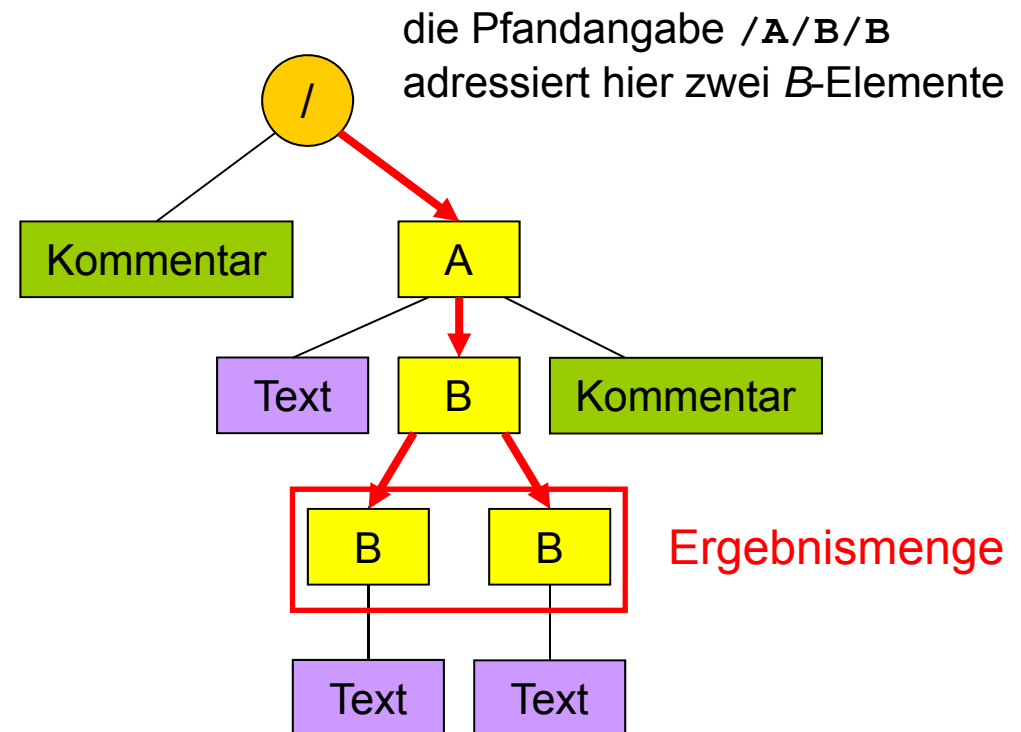 die Pfandangabe /A/B/B
adressiert hier zwei B-Elemente
/
Kommentar
A
Text
B
Kommentar
B
B
Ergebnismenge
Text
Text